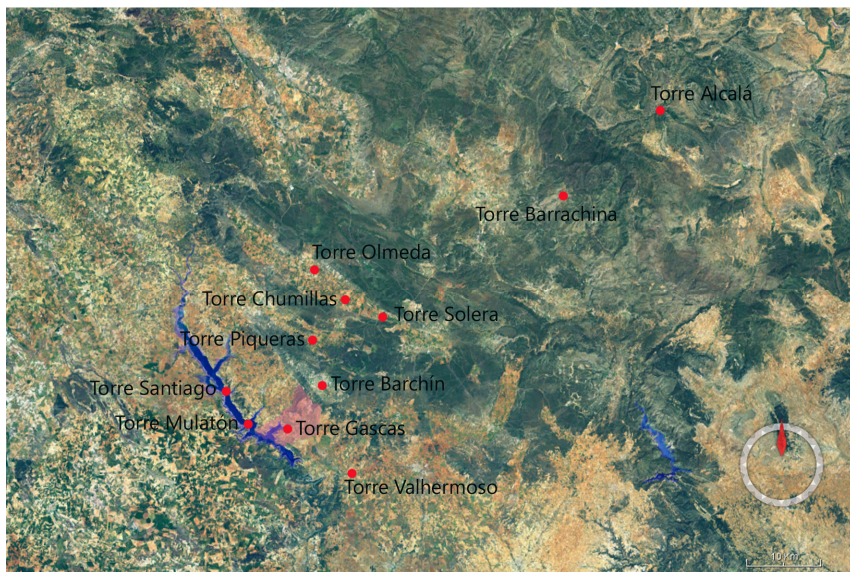 Torre Alcalá
Torre Barrachina
Torre Olmeda
Torre Chumillas
Torre Solera
Torre Piqueras
Torre Barchín
Torre Santiago
Torre Mulatón
Torre Gascas
Torre Valhermoso
10 Km.